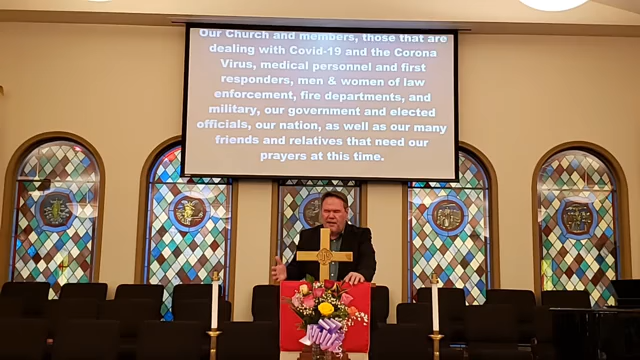 Our Church and members, those that are
dealing with Covid-19 and the Corona
Virus, medical personnel and first
responders, men & women of law
enforcement, fire departments, and
military, our government and elected
officials, our nation, as well as our many
friends and relatives that need our
prayers at this time.